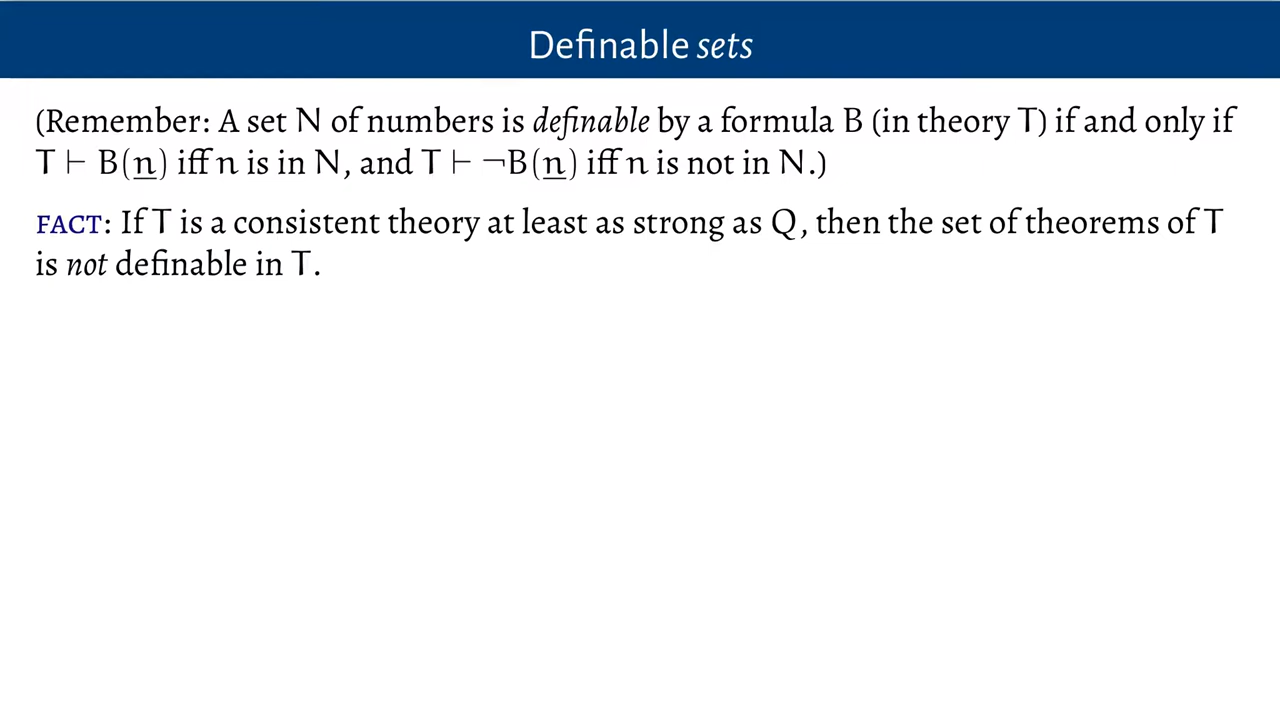 Definable sets
(Remember: A set N of numbers is definable by a formula B (in theory T) if and only if
T ⊢ B(n̲) iff n is in N, and T ⊢ ¬B(n̲) iff n is not in N.)
FACT: If T is a consistent theory at least as strong as Q, then the set of theorems of T
is not definable in T.